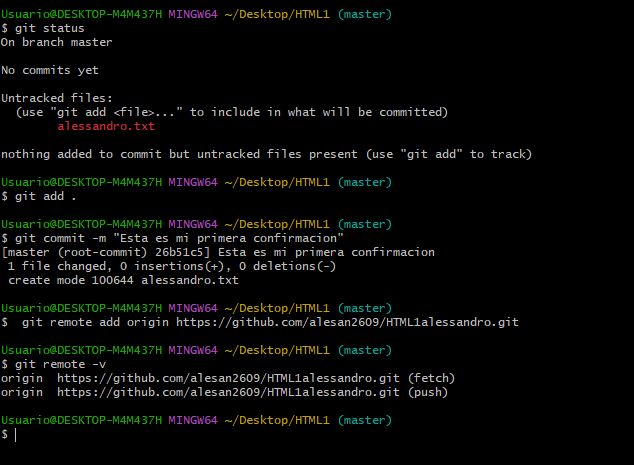 Usuario@DESKTOP-M4M437H MINGW64 ~/Desktop/HTML1 (master)
$ git status
On branch master
No commits yet
Untracked files:
(use "git add <file>..." to include in what will be committed)
alessandro.txt
nothing added to commit but untracked files present (use "git add" to track)
Usuario@DESKTOP-M4M437H MINGW64 ~/Desktop/HTML1 (master)
$ git add .
Usuario@DESKTOP-M4M437H MINGW64 ~/Desktop/HTML1 (master)
$ git commit -m "Esta es mi primera confirmacion"
[master (root-commit) 26b51c5] Esta es mi primera confirmacion
1 file changed, 0 insertions(+), 0 deletions(-)
create mode 100644 alessandro.txt
Usuario@DESKTOP-M4M437H MINGW64 ~/Desktop/HTML1 (master)
$  git remote add origin https://github.com/alesan2609/HTML1alessandro.git
Usuario@DESKTOP-M4M437H MINGW64 ~/Desktop/HTML1 (master)
$ git remote -v
origin  https://github.com/alesan2609/HTML1alessandro.git (fetch)
origin  https://github.com/alesan2609/HTML1alessandro.git (push)
Usuario@DESKTOP-M4M437H MINGW64 ~/Desktop/HTML1 (master)
$